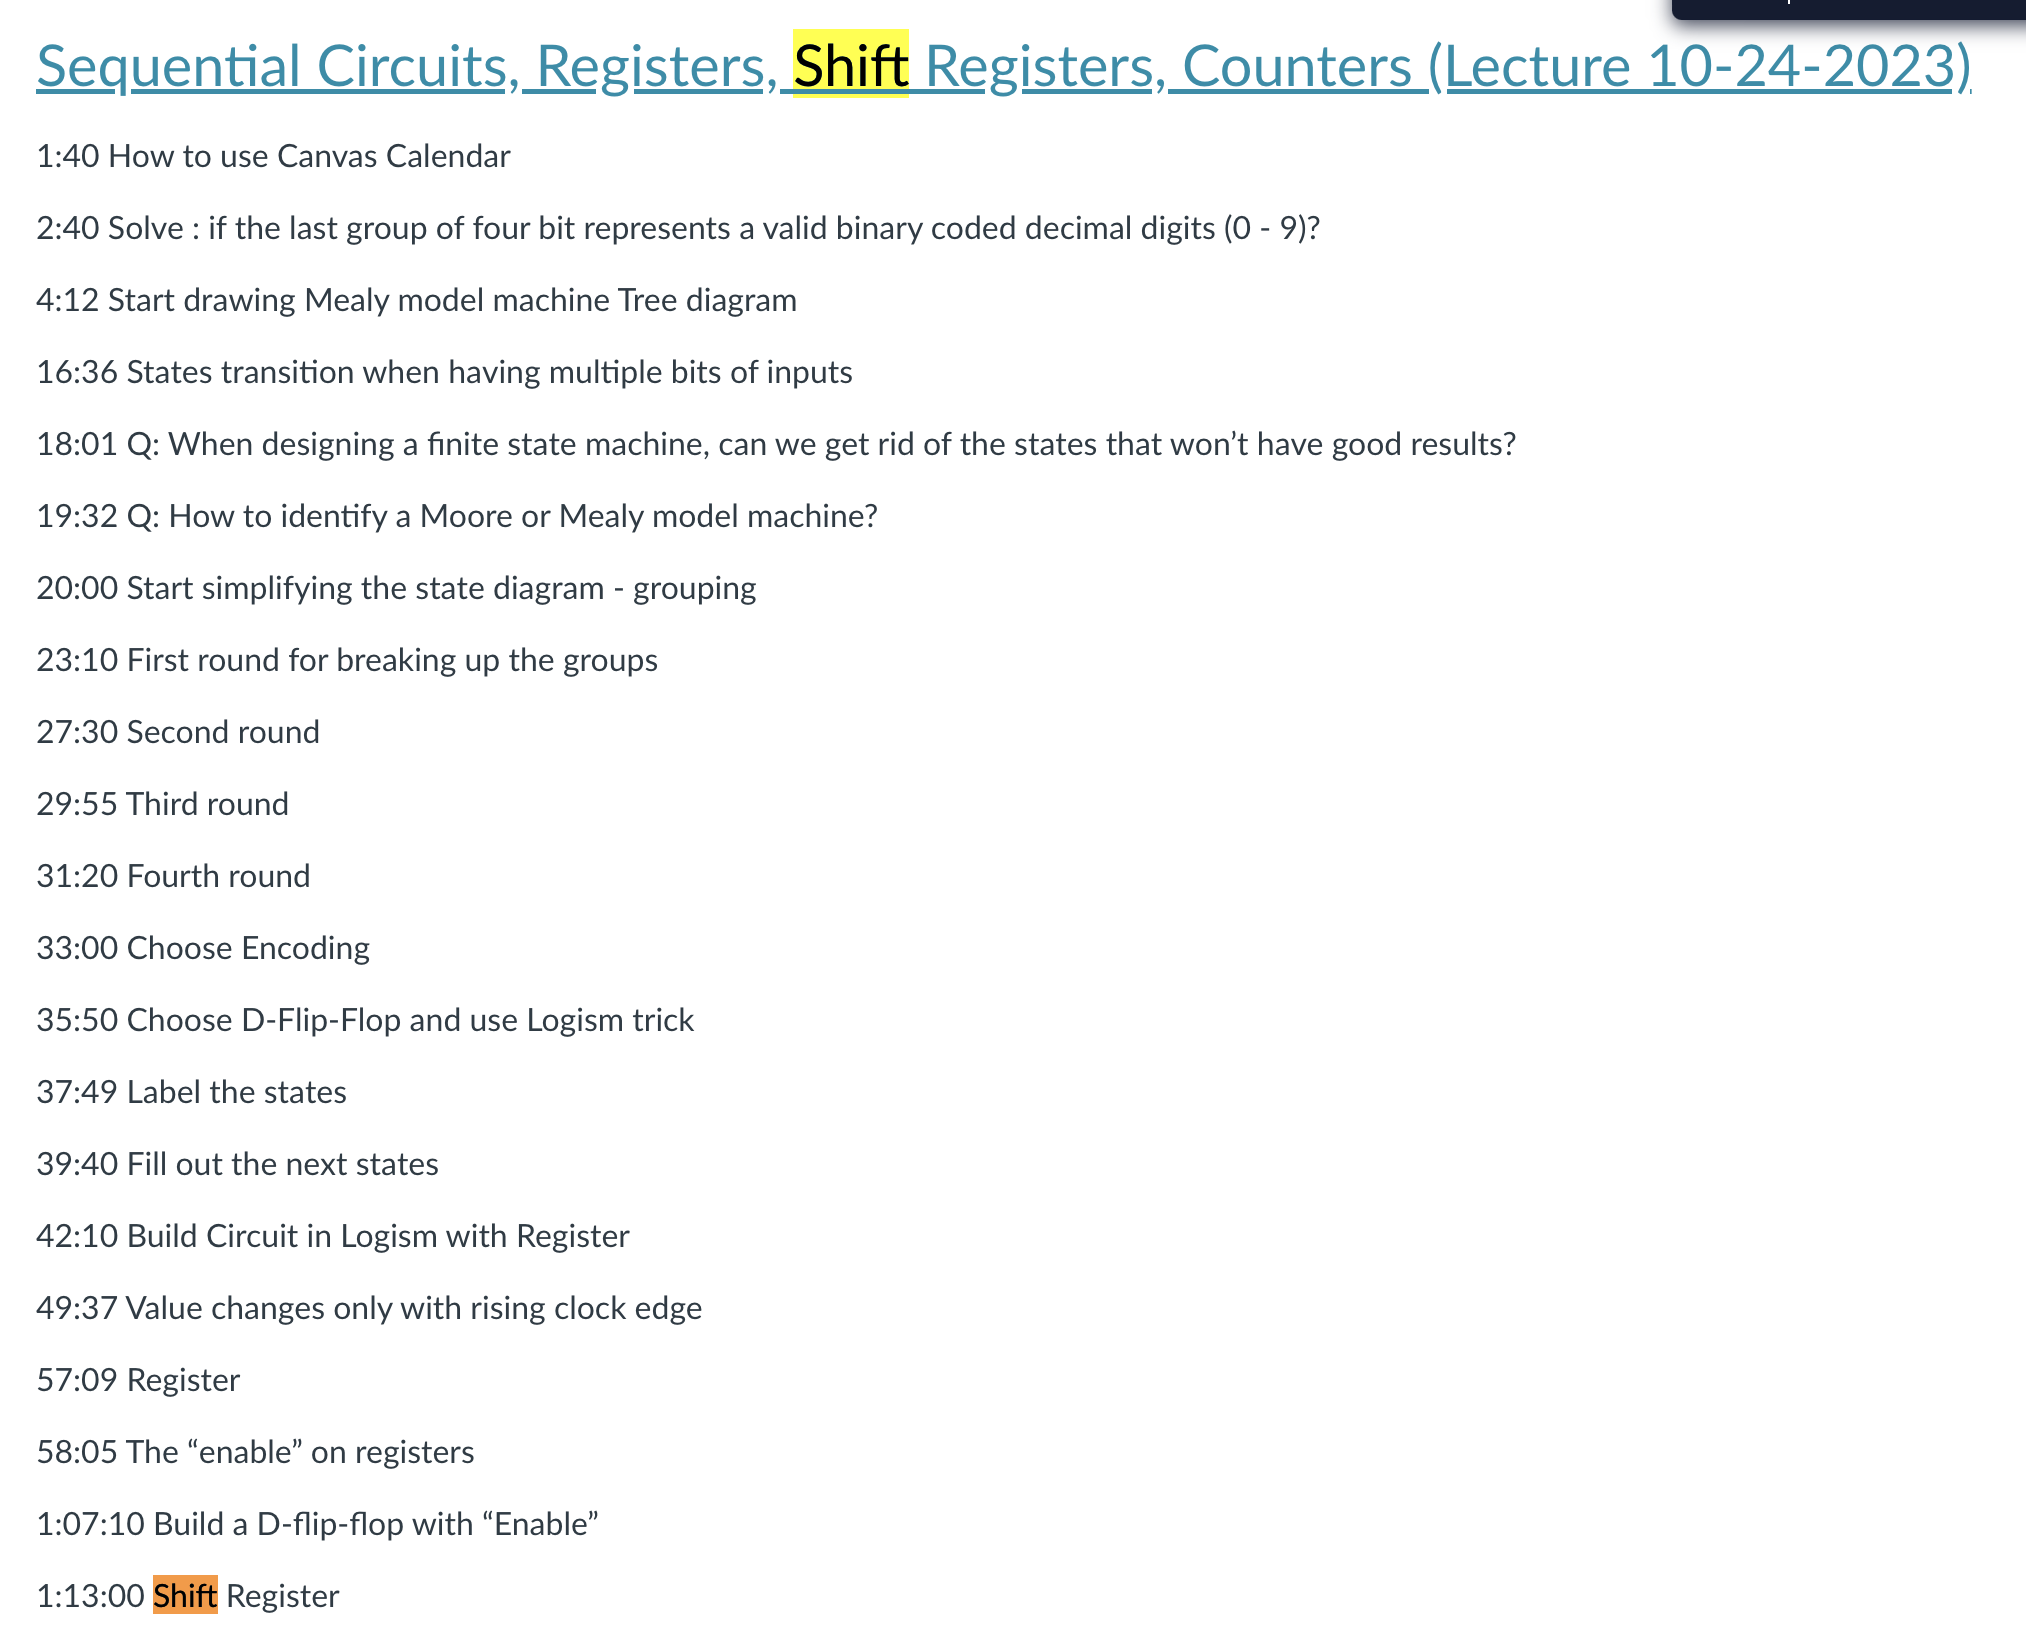 Sequential Circuits, Registers, Shift Registers, Counters (Lecture 10-24-2023)
1:40 How to use Canvas Calendar
2:40 Solve : if the last group of four bit represents a valid binary coded decimal digits (0 - 9)?
4:12 Start drawing Mealy model machine Tree diagram
16:36 States transition when having multiple bits of inputs
18:01 Q: When designing a finite state machine, can we get rid of the states that won’t have good results?
19:32 Q: How to identify a Moore or Mealy model machine?
20:00 Start simplifying the state diagram - grouping
23:10 First round for breaking up the groups
27:30 Second round
29:55 Third round
31:20 Fourth round
33:00 Choose Encoding
35:50 Choose D-Flip-Flop and use Logism trick
37:49 Label the states
39:40 Fill out the next states
42:10 Build Circuit in Logism with Register
49:37 Value changes only with rising clock edge
57:09 Register
58:05 The “enable” on registers
1:07:10 Build a D-flip-flop with “Enable”
1:13:00 Shift Register